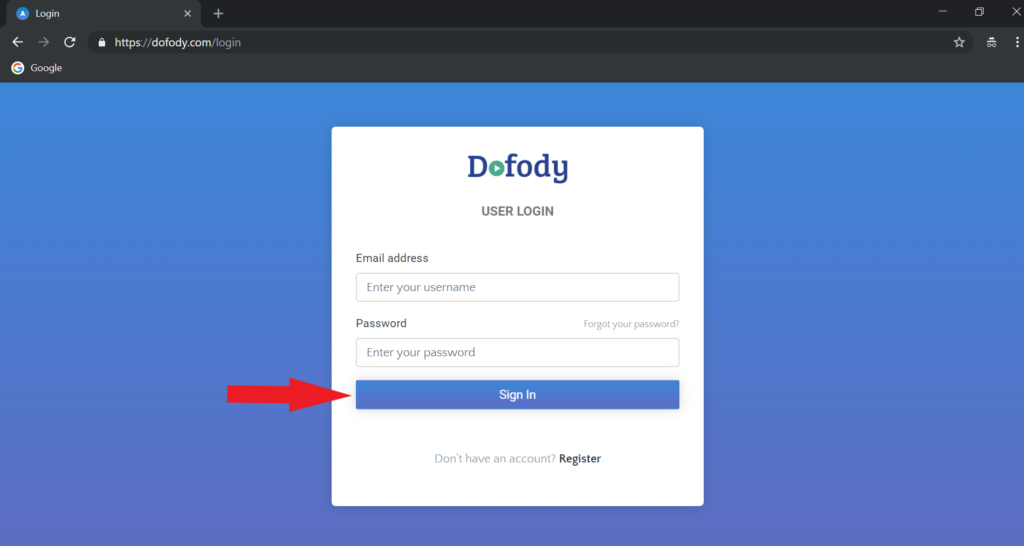 Login
https://dofody.com/login
Google
Dofody
USER LOGIN
Email address
Enter your username
Password Forgot your password?
Enter your password
Sign In
Don't have an account? Register